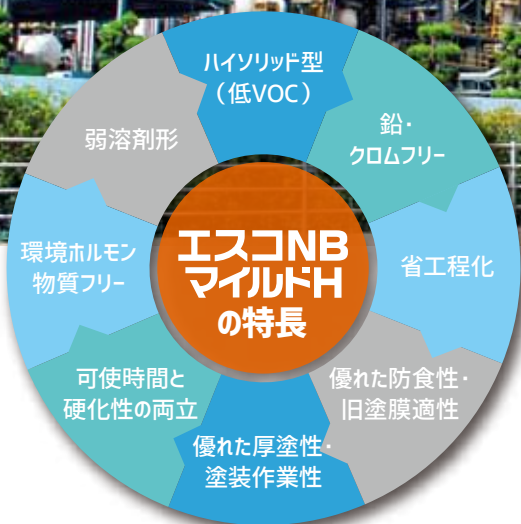 エスコNB
マイルドH
の特長
ハイソリッド型
（低VOC）
鉛・
クロムフリー
省工程化
優れた防食性・
旧塗膜適性
優れた厚塗性・
塗装作業性
可使時間と
硬化性の両立
環境ホルモン
物質フリー
弱溶剤形